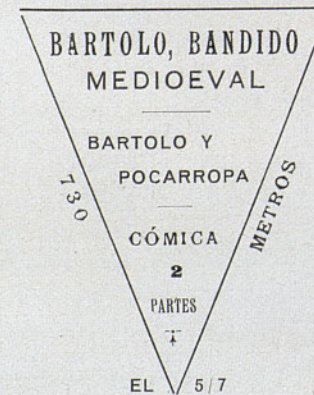 BARTOLO, BANDIDO
MEDIOEVAL
BARTOLO Y
POCARROPA
730
METROS
CÓMICA
2
PARTES
EL 5/7